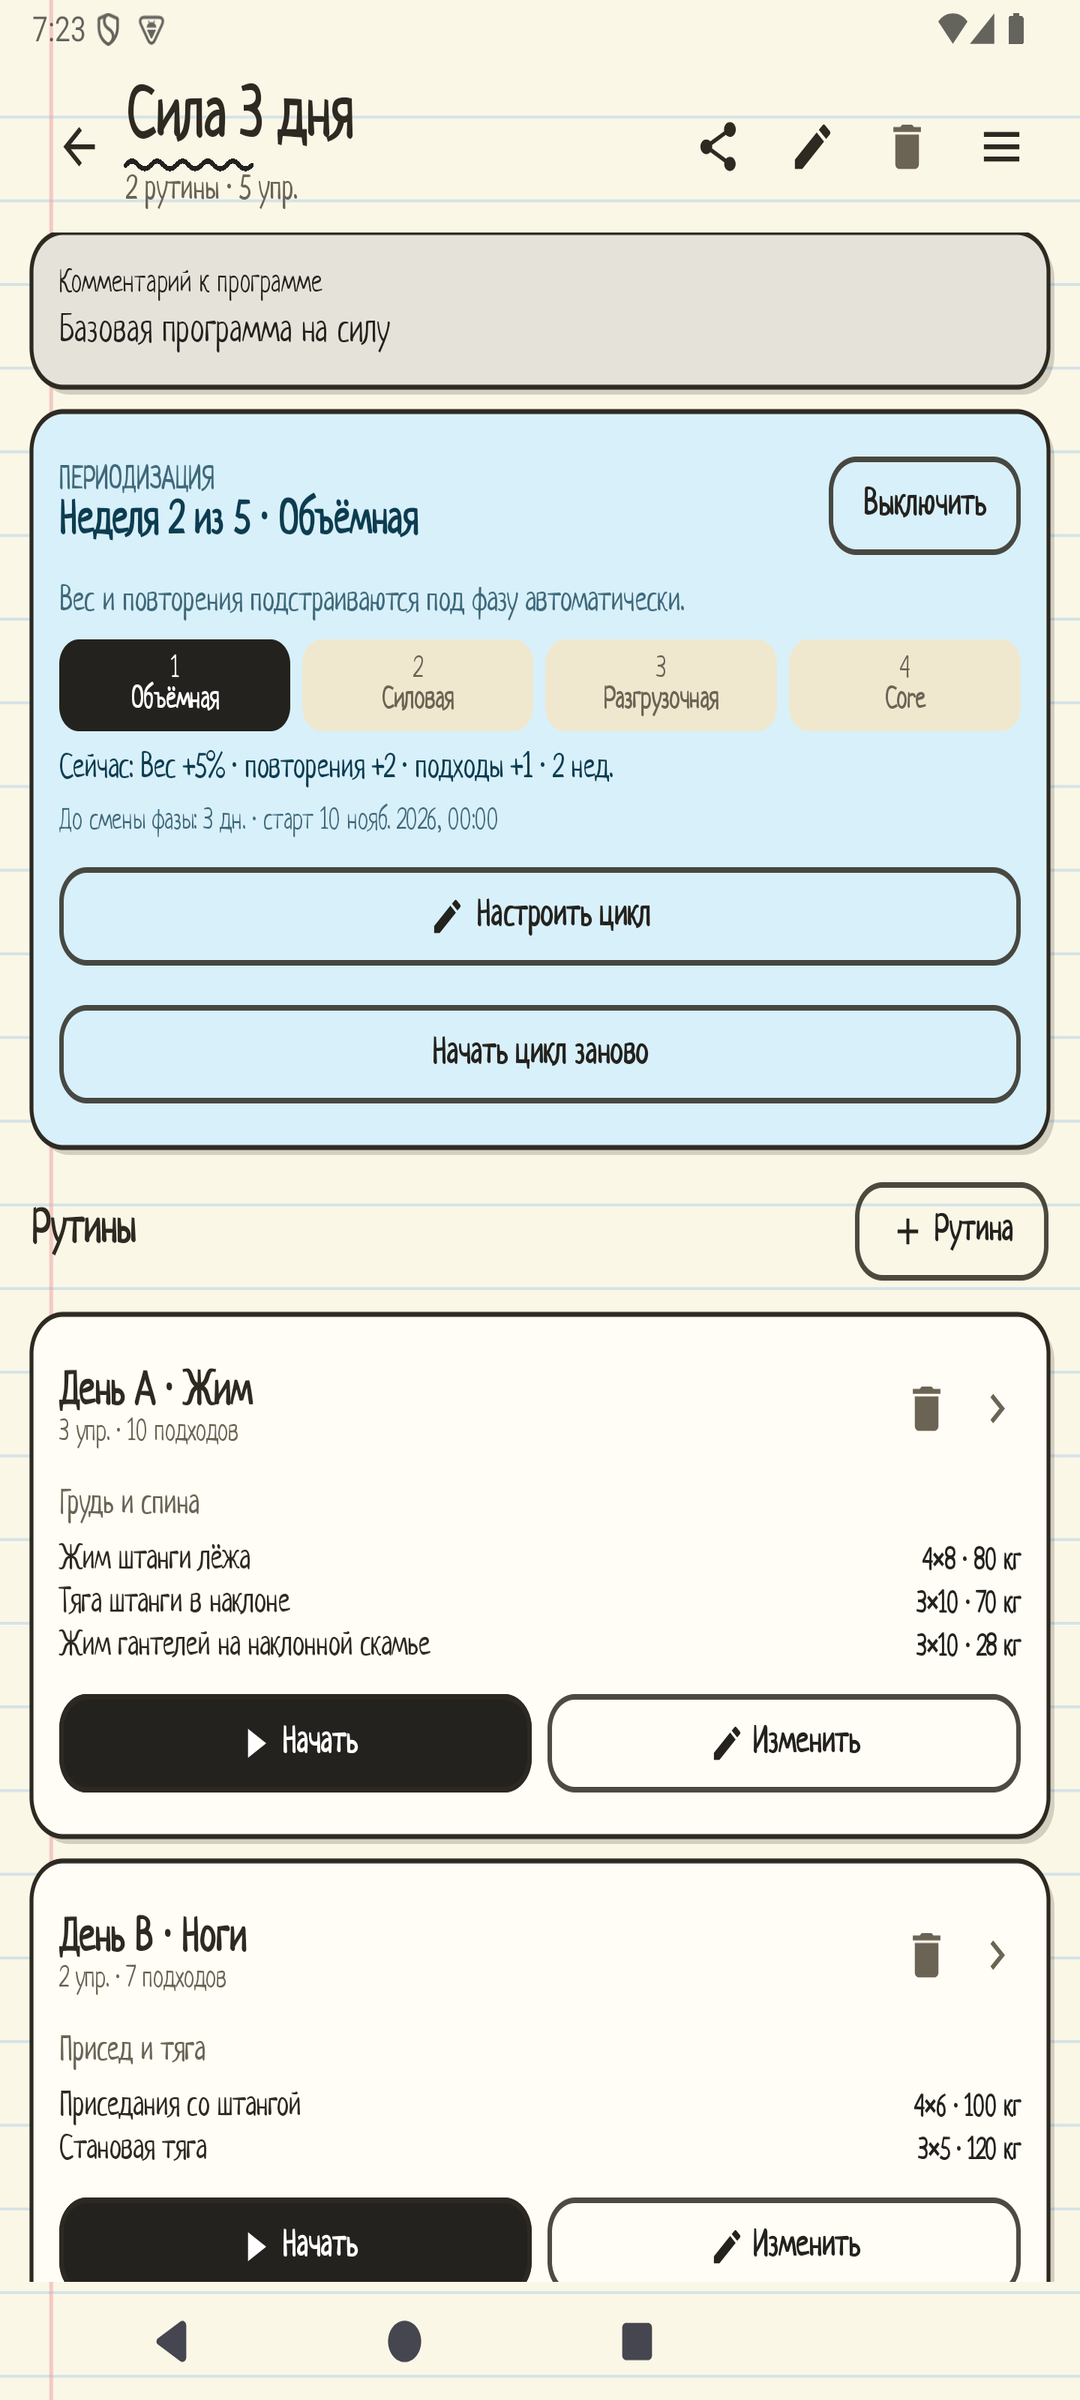 7:23
Сила 3 дня
2 рутины · 5 упр.
Комментарий к программе
Базовая программа на силу
ПЕРИОДИЗАЦИЯ
Неделя 2 из 5 · Объёмная
Выключить
Вес и повторения подстраиваются под фазу автоматически.
1
Объёмная
2
Силовая
3
Разгрузочная
4
Core
Сейчас: Вес +5% · повторения +2 · подходы +1 · 2 нед.
До смены фазы: 3 дн. · старт 10 нояб. 2026, 00:00
Настроить цикл
Начать цикл заново
Рутины
+ Рутина
День A · Жим
3 упр. · 10 подходов
Грудь и спина
Жим штанги лёжа 4×8 · 80 кг
Тяга штанги в наклоне 3×10 · 70 кг
Жим гантелей на наклонной скамье 3×10 · 28 кг
Начать
Изменить
День B · Ноги
2 упр. · 7 подходов
Присед и тяга
Приседания со штангой 4×6 · 100 кг
Становая тяга 3×5 · 120 кг
Начать
Изменить